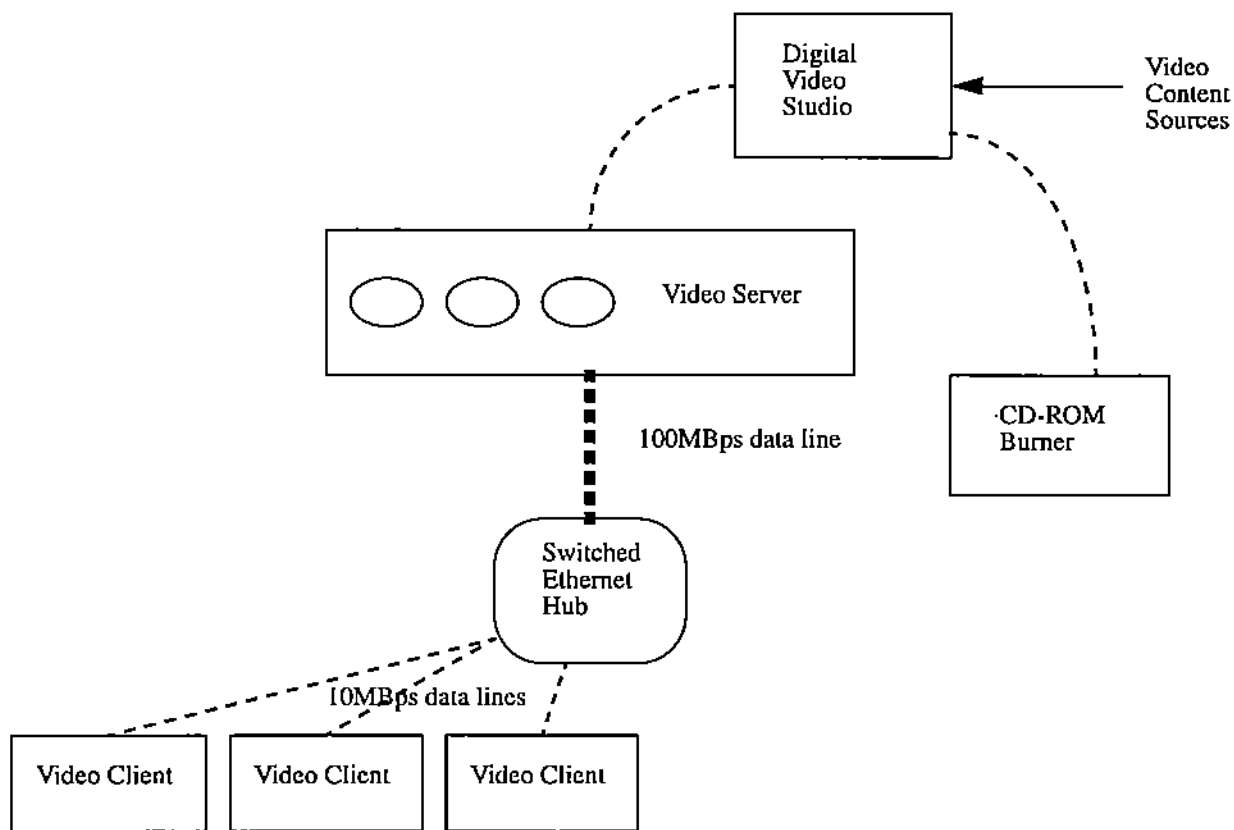 Digital
Video
Studio
Video
Content
Sources
Video Server
100MBps data line
CD-ROM
Burner
Switched
Ethernet
Hub
10MBps data lines
Video Client
Video Client
Video Client